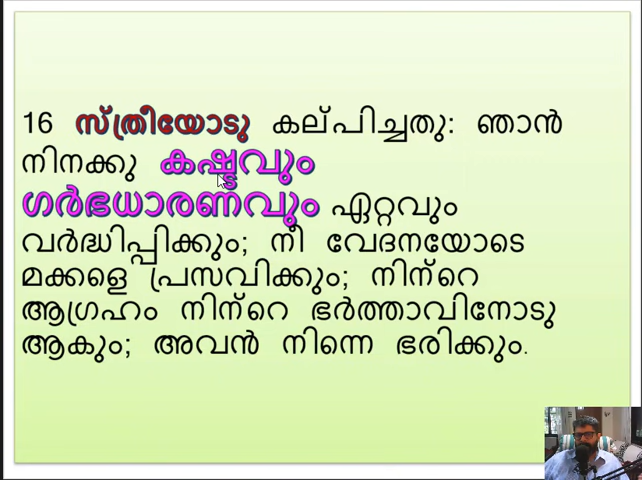 16 സ്ത്രീയോടു കല്പിച്ചതു: ഞാൻ
നിനക്കു കഷ്ടവും
ഗർഭധാരണവും ഏറ്റവും
വർദ്ധിപ്പിക്കും; നീ വേദനയോടെ
മക്കളെ പ്രസവിക്കും; നിന്റെ
ആഗ്രഹം നിന്റെ ഭർത്താവിനോടു
ആകും; അവൻ നിന്നെ ഭരിക്കും.